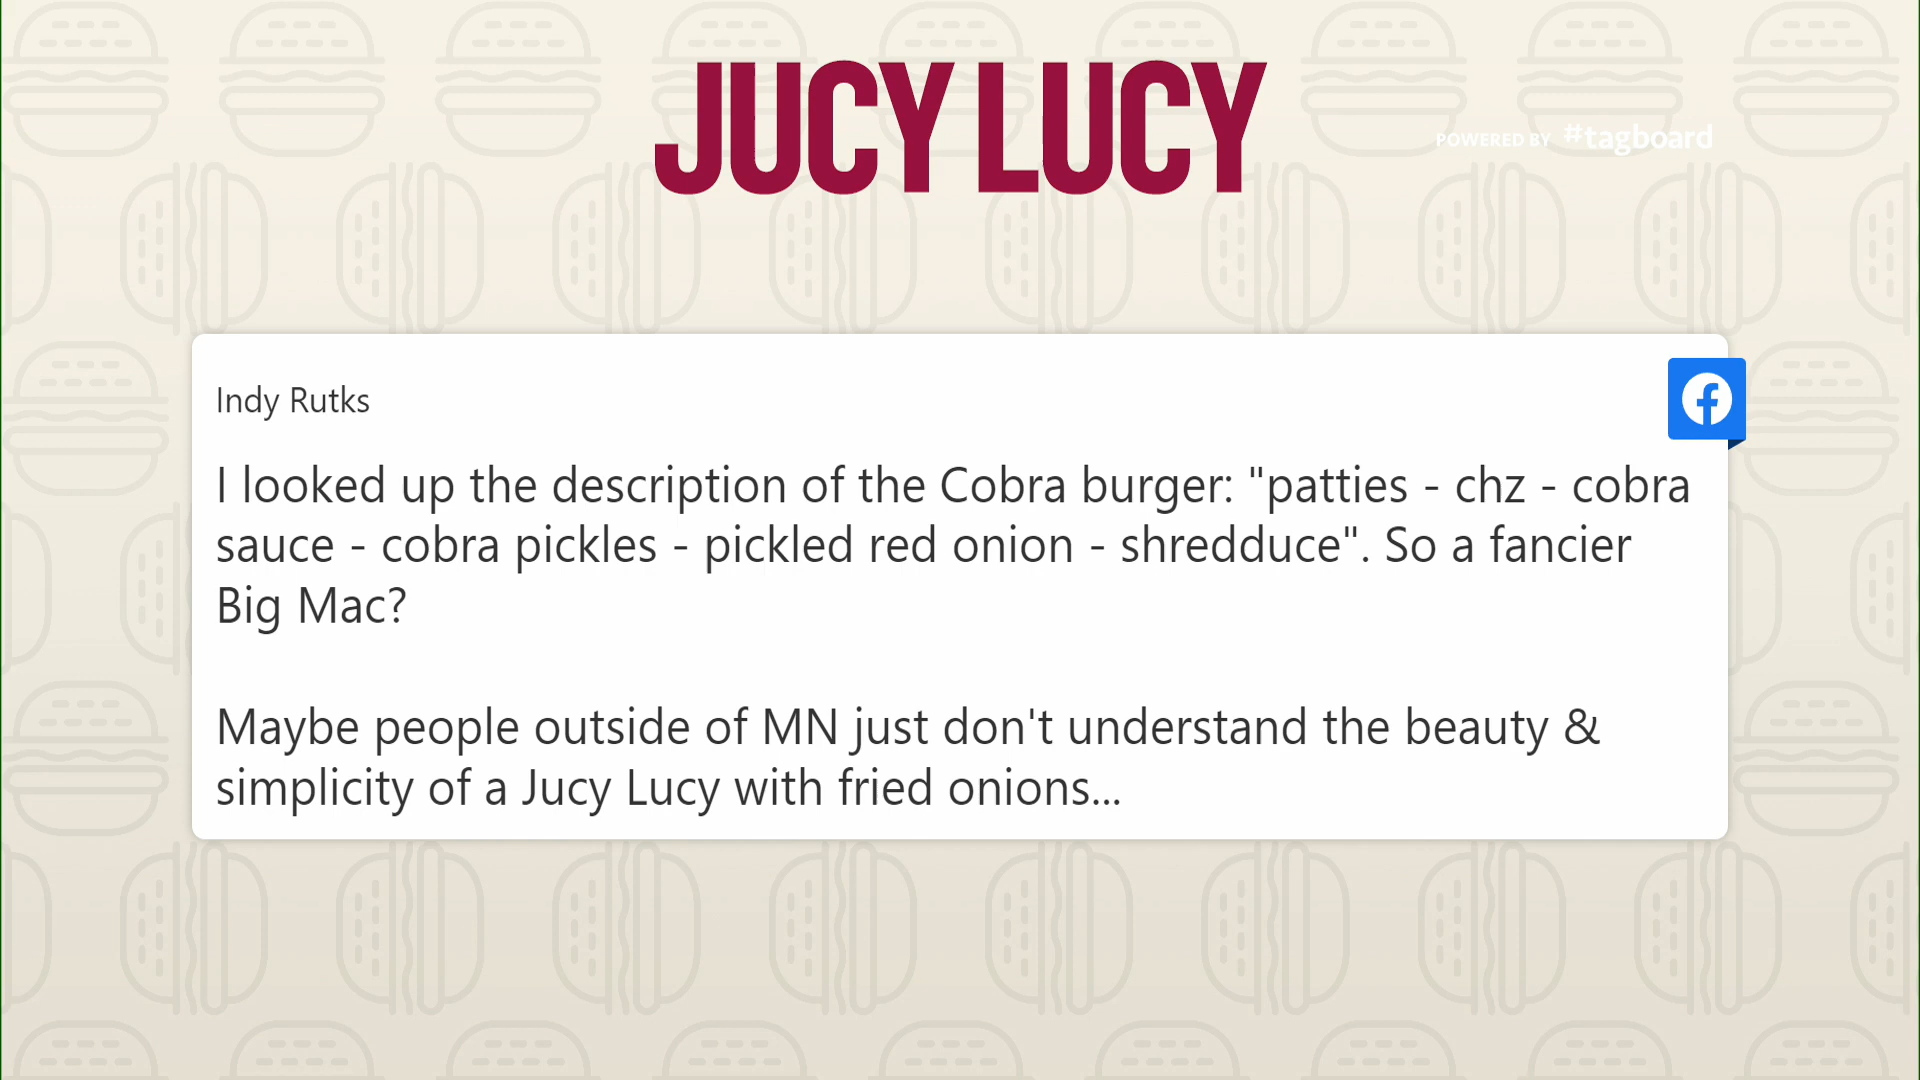 JUCY LUCY
POWERED BY #tagboard
Indy Rutks
I looked up the description of the Cobra burger: "patties - chz - cobra
sauce - cobra pickles - pickled red onion - shredduce". So a fancier
Big Mac?
Maybe people outside of MN just don't understand the beauty &
simplicity of a Jucy Lucy with fried onions...